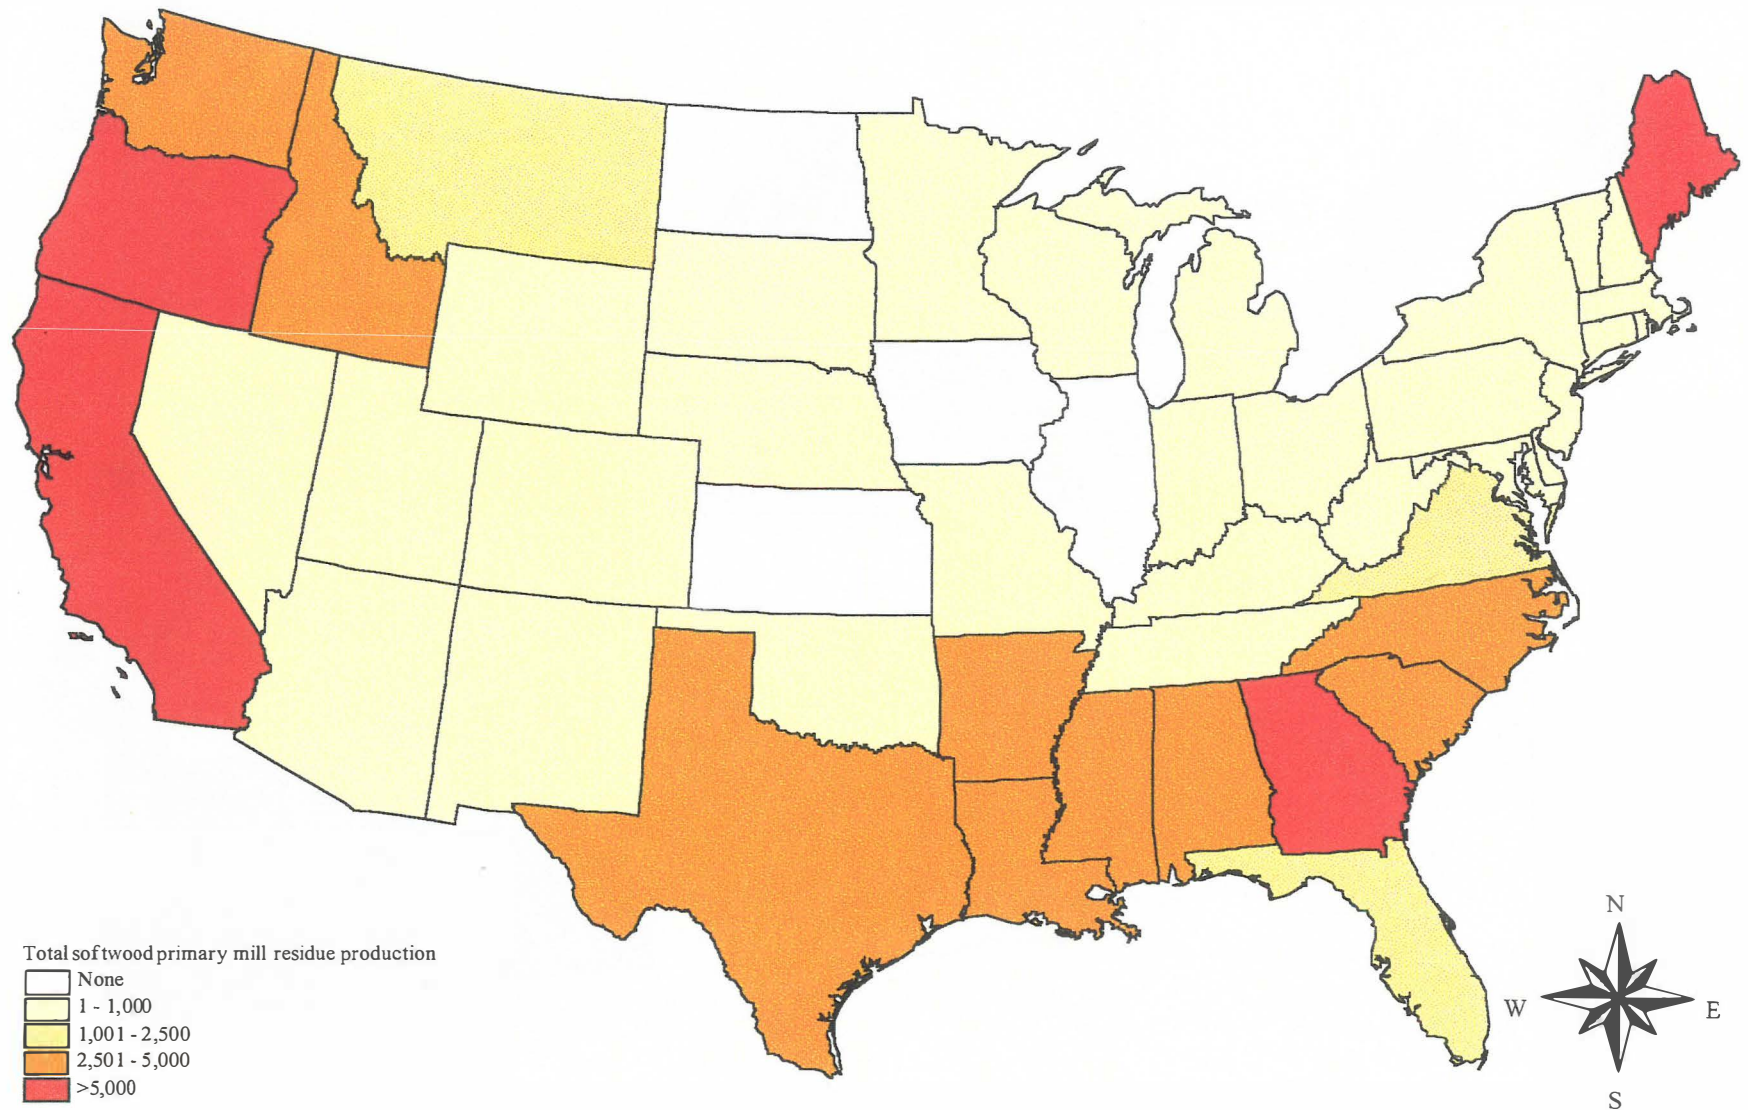 Total softwood primary mill residue production
None
1 - 1,000
1,001 - 2,500
2,501 - 5,000
>5,000
N
W
E
S